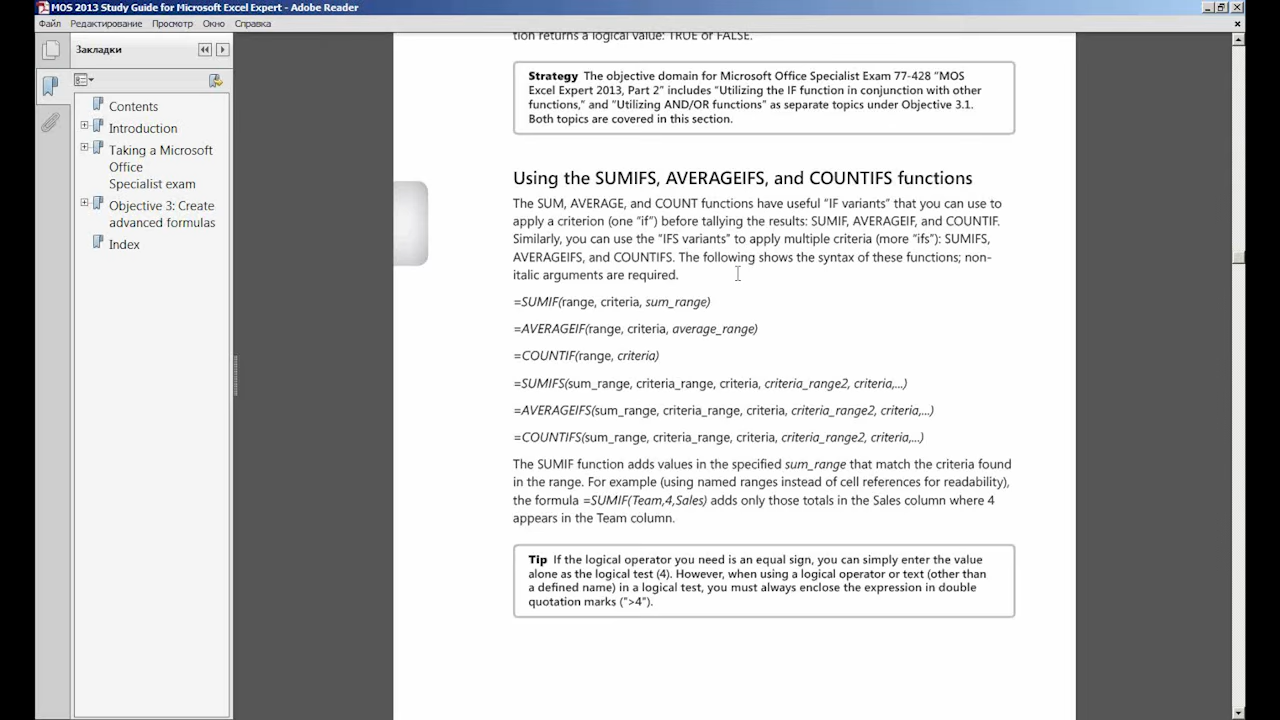 MOS 2013 Study Guide for Microsoft Excel Expert - Adobe Reader
Файл Редактирование Просмотр Окно Справка
Закладки
Contents
Introduction
Taking a Microsoft
Office
Specialist exam
Objective 3: Create
advanced formulas
Index
tion returns a logical value: TRUE or FALSE.
Strategy The objective domain for Microsoft Office Specialist Exam 77-428 "MOS
Excel Expert 2013, Part 2" includes "Utilizing the IF function in conjunction with other
functions," and "Utilizing AND/OR functions" as separate topics under Objective 3.1.
Both topics are covered in this section.
Using the SUMIFS, AVERAGEIFS, and COUNTIFS functions
The SUM, AVERAGE, and COUNT functions have useful "IF variants" that you can use to
apply a criterion (one "if") before tallying the results: SUMIF, AVERAGEIF, and COUNTIF.
Similarly, you can use the "IFS variants" to apply multiple criteria (more "ifs"): SUMIFS,
AVERAGEIFS, and COUNTIFS. The following shows the syntax of these functions; non-
italic arguments are required.
=SUMIF(range, criteria, sum_range)
=AVERAGEIF(range, criteria, average_range)
=COUNTIF(range, criteria)
=SUMIFS(sum_range, criteria_range, criteria, criteria_range2, criteria,...)
=AVERAGEIFS(sum_range, criteria_range, criteria, criteria_range2, criteria,...)
=COUNTIFS(sum_range, criteria_range, criteria, criteria_range2, criteria,...)
The SUMIF function adds values in the specified sum_range that match the criteria found
in the range. For example (using named ranges instead of cell references for readability),
the formula =SUMIF(Team,4,Sales) adds only those totals in the Sales column where 4
appears in the Team column.
Tip If the logical operator you need is an equal sign, you can simply enter the value
alone as the logical test (4). However, when using a logical operator or text (other than
a defined name) in a logical test, you must always enclose the expression in double
quotation marks (">4").